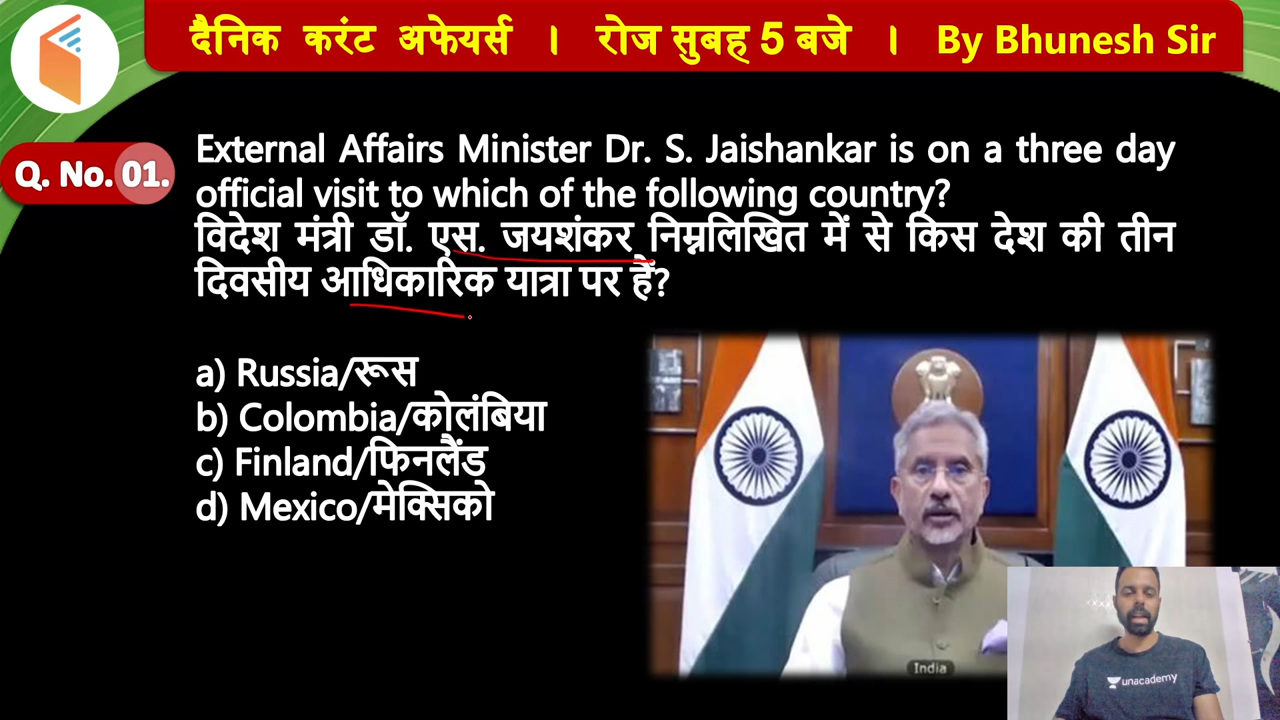 दैनिक करंट अफेयर्स । रोज सुबह 5 बजे । By Bhunesh Sir
Q. No. 01.
External Affairs Minister Dr. S. Jaishankar is on a three day
official visit to which of the following country?
विदेश मंत्री डॉ. एस. जयशंकर निम्नलिखित में से किस देश की तीन
दिवसीय आधिकारिक यात्रा पर हैं?
a) Russia/रूस
b) Colombia/कोलंबिया
c) Finland/फिनलैंड
d) Mexico/मेक्सिको
India
unacademy